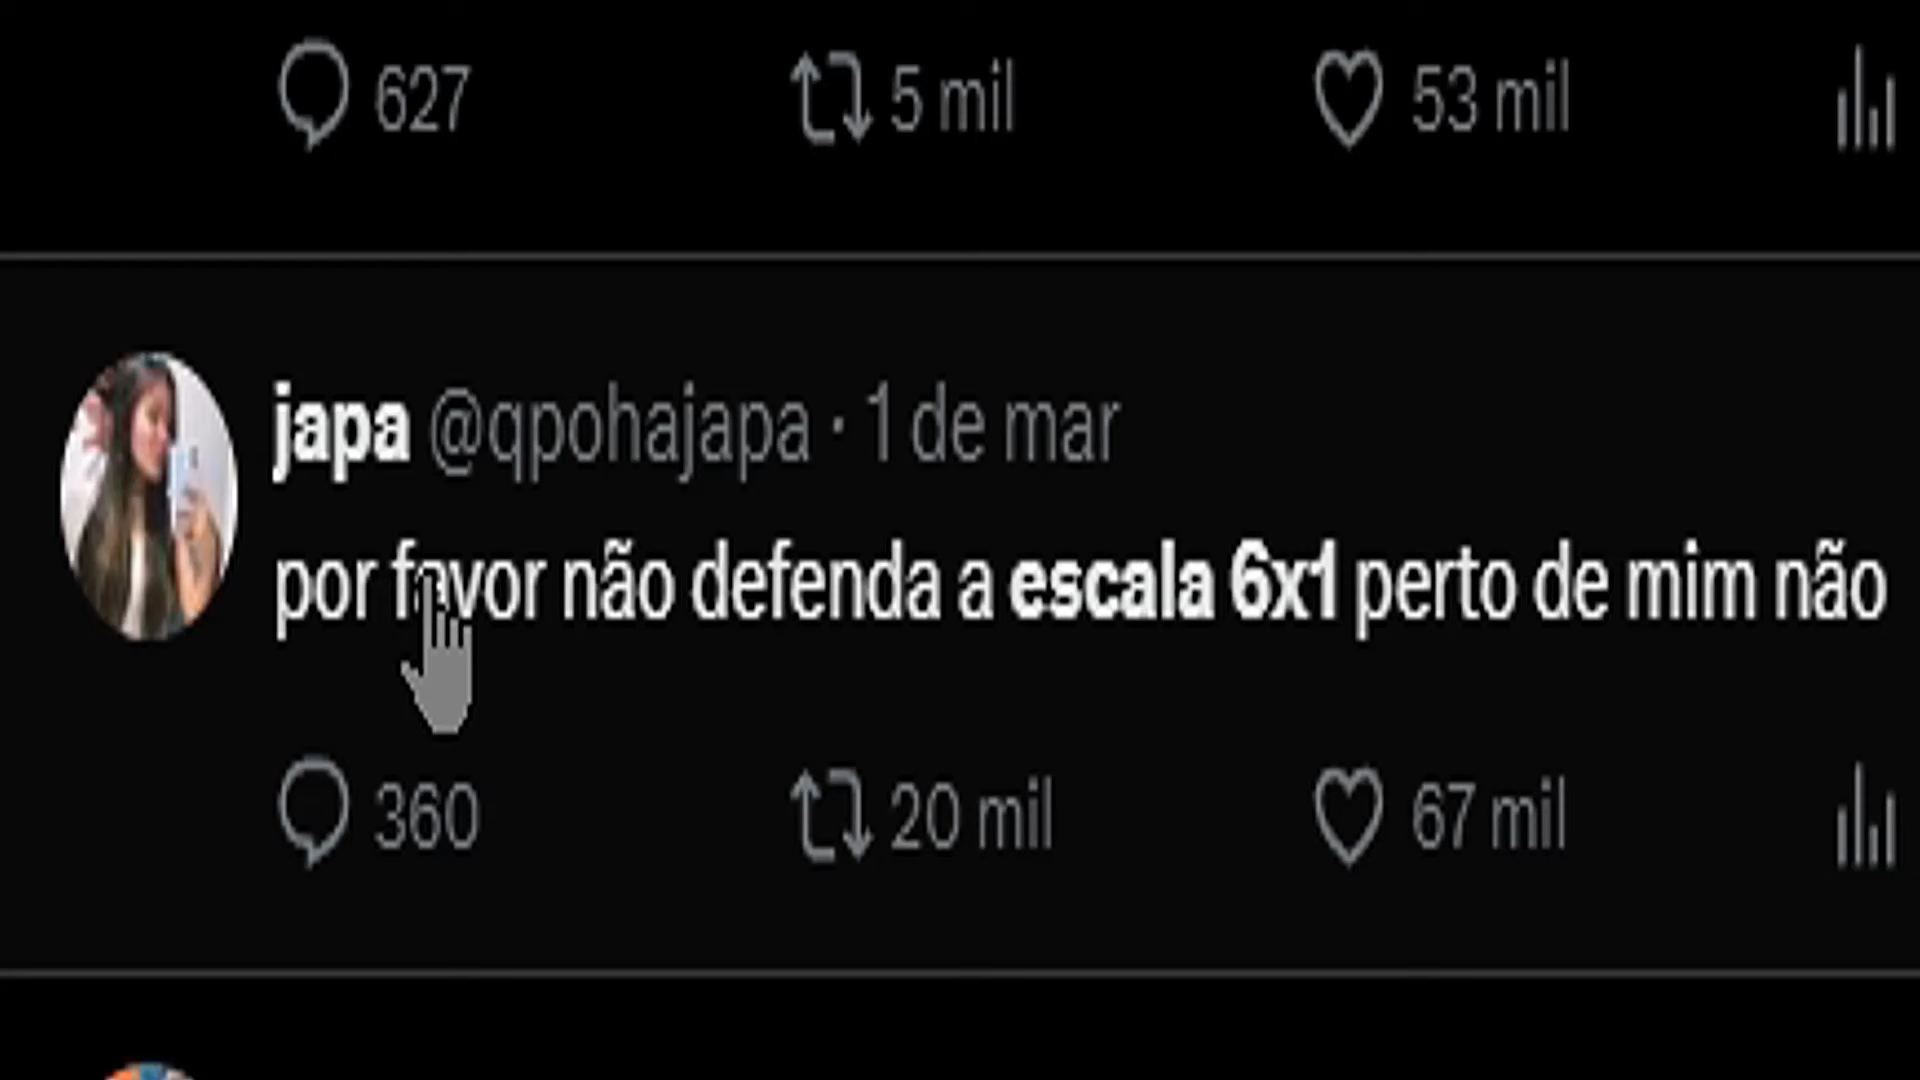 627 5 mil 53 mil
japa @qpohajapa · 1 de mar
por favor não defenda a escala 6x1 perto de mim não
360 20 mil 67 mil